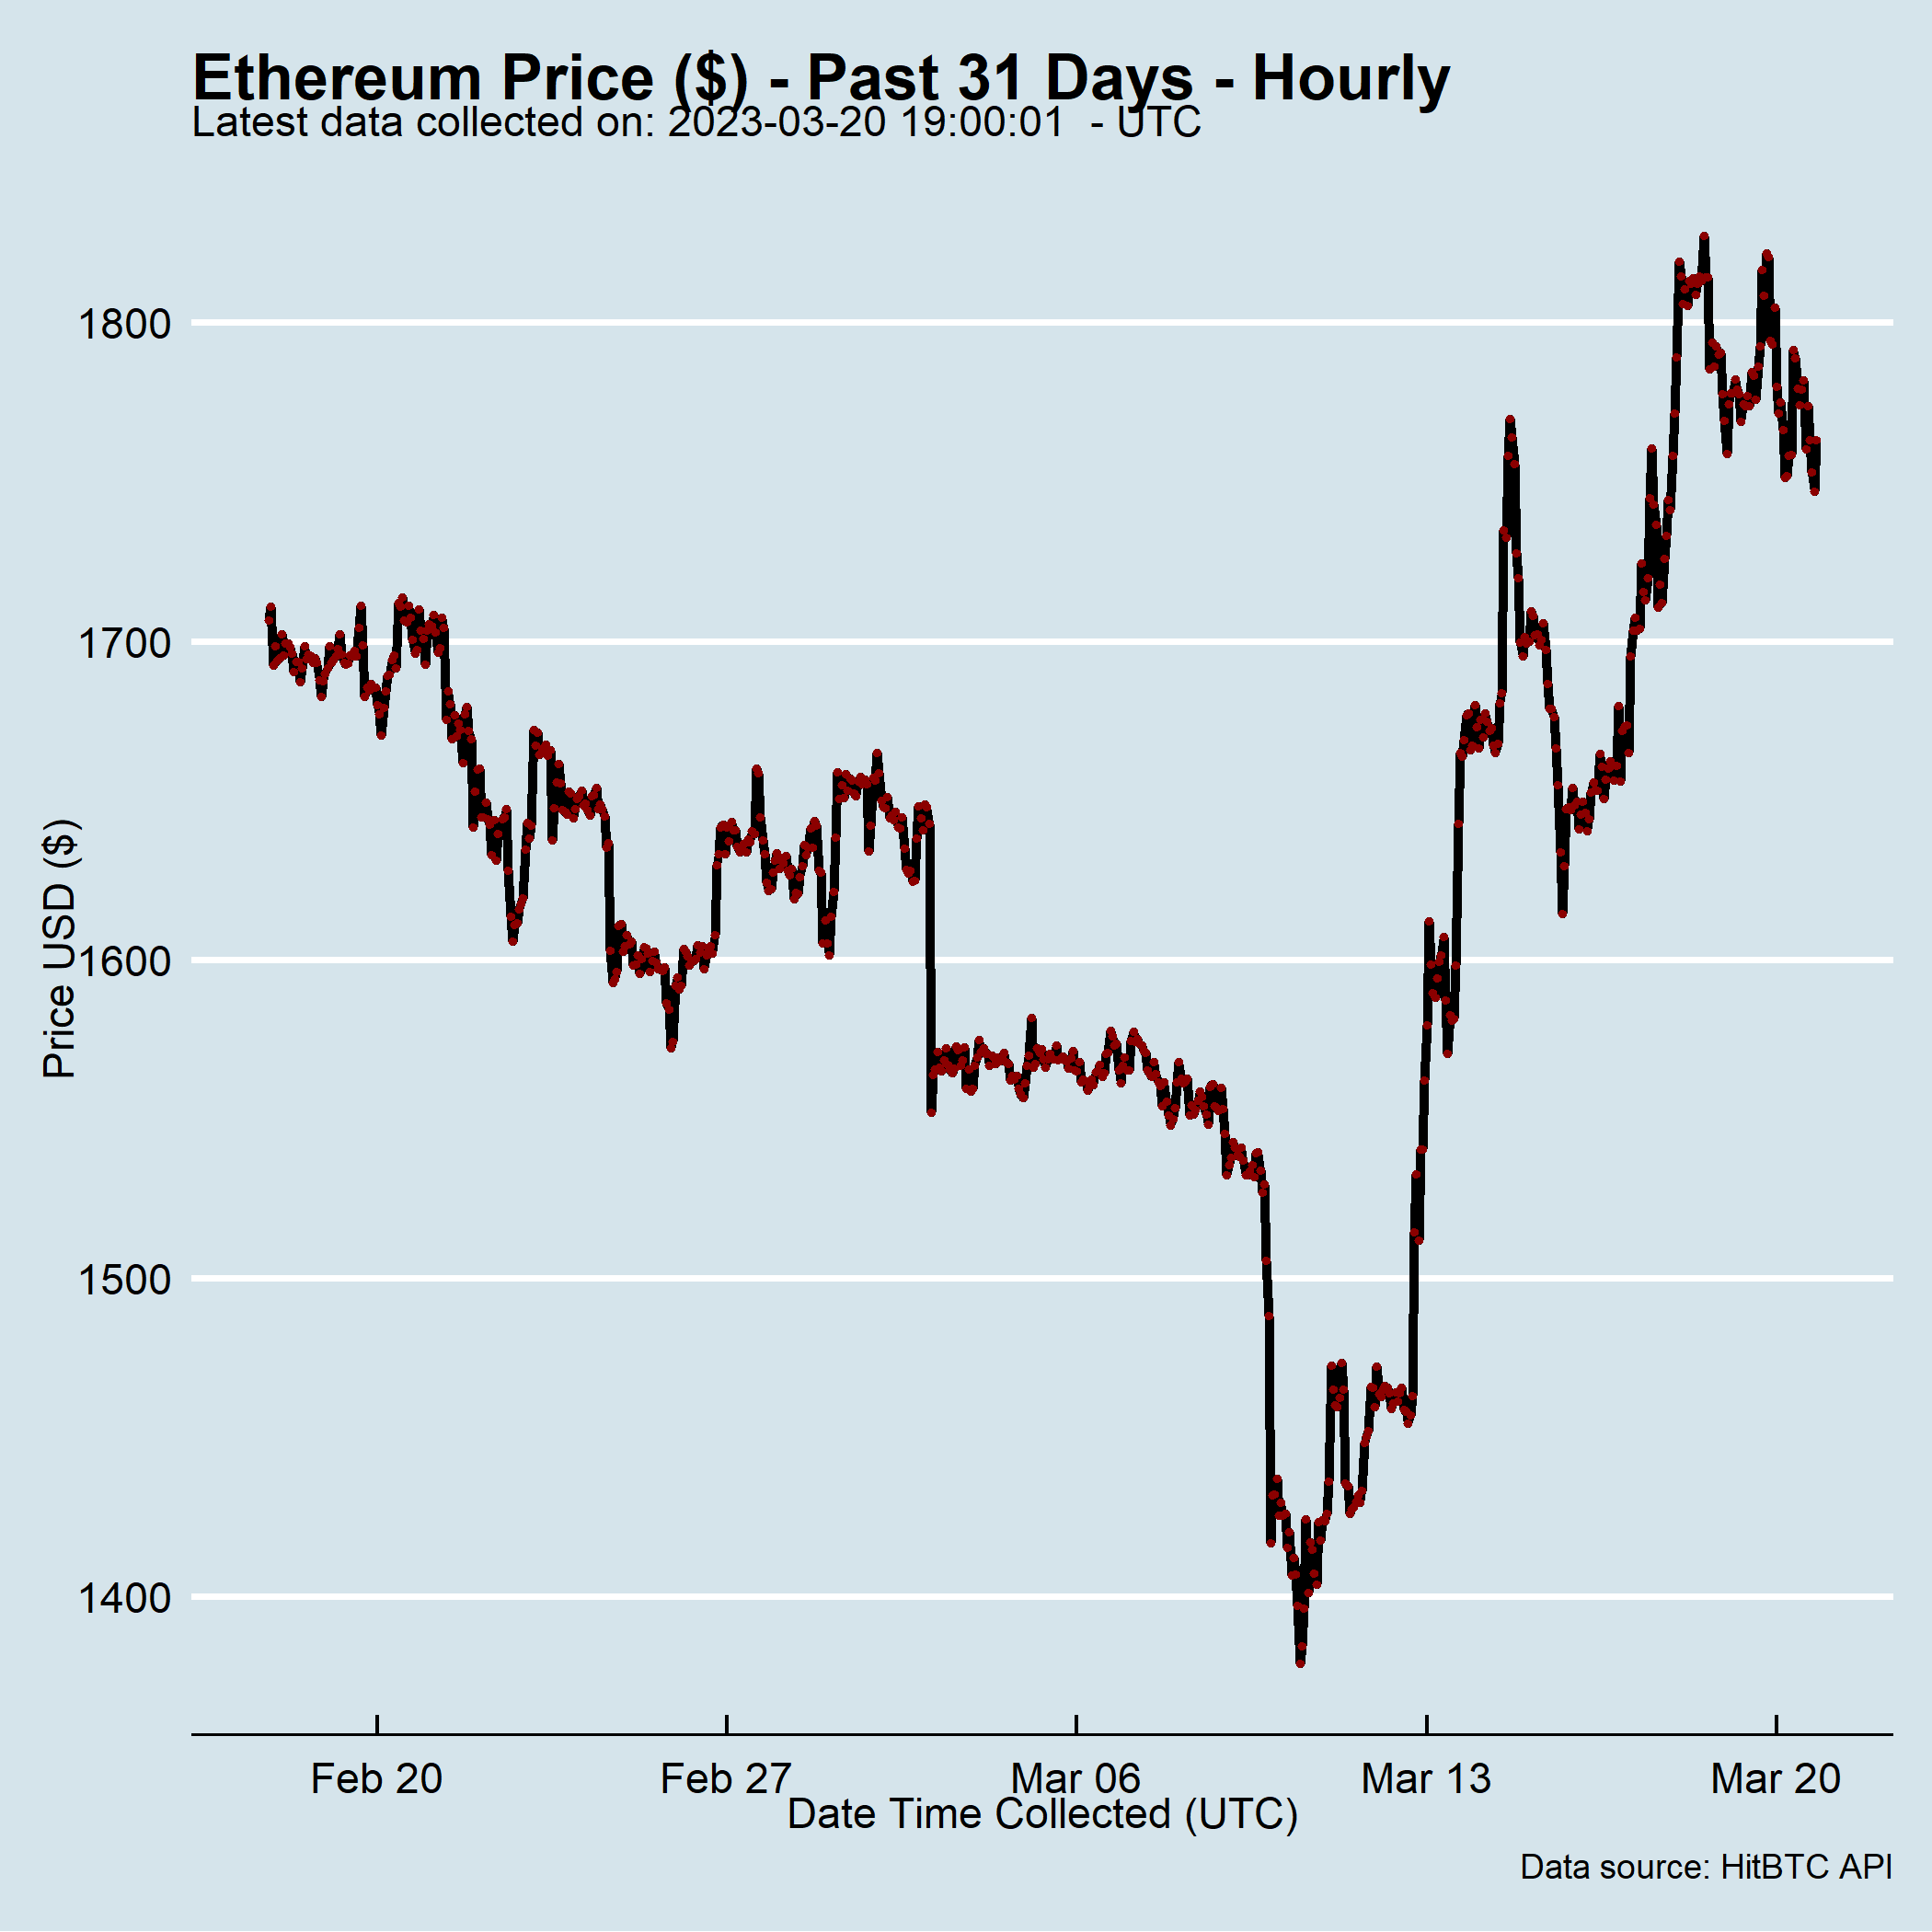 Ethereum Price ($) - Past 31 Days - Hourly
Latest data collected on: 2023-03-20 19:00:01  - UTC
Price USD ($)
1800
1700
1600
1500
1400
Feb 20
Feb 27
Mar 06
Mar 13
Mar 20
Date Time Collected (UTC)
Data source: HitBTC API